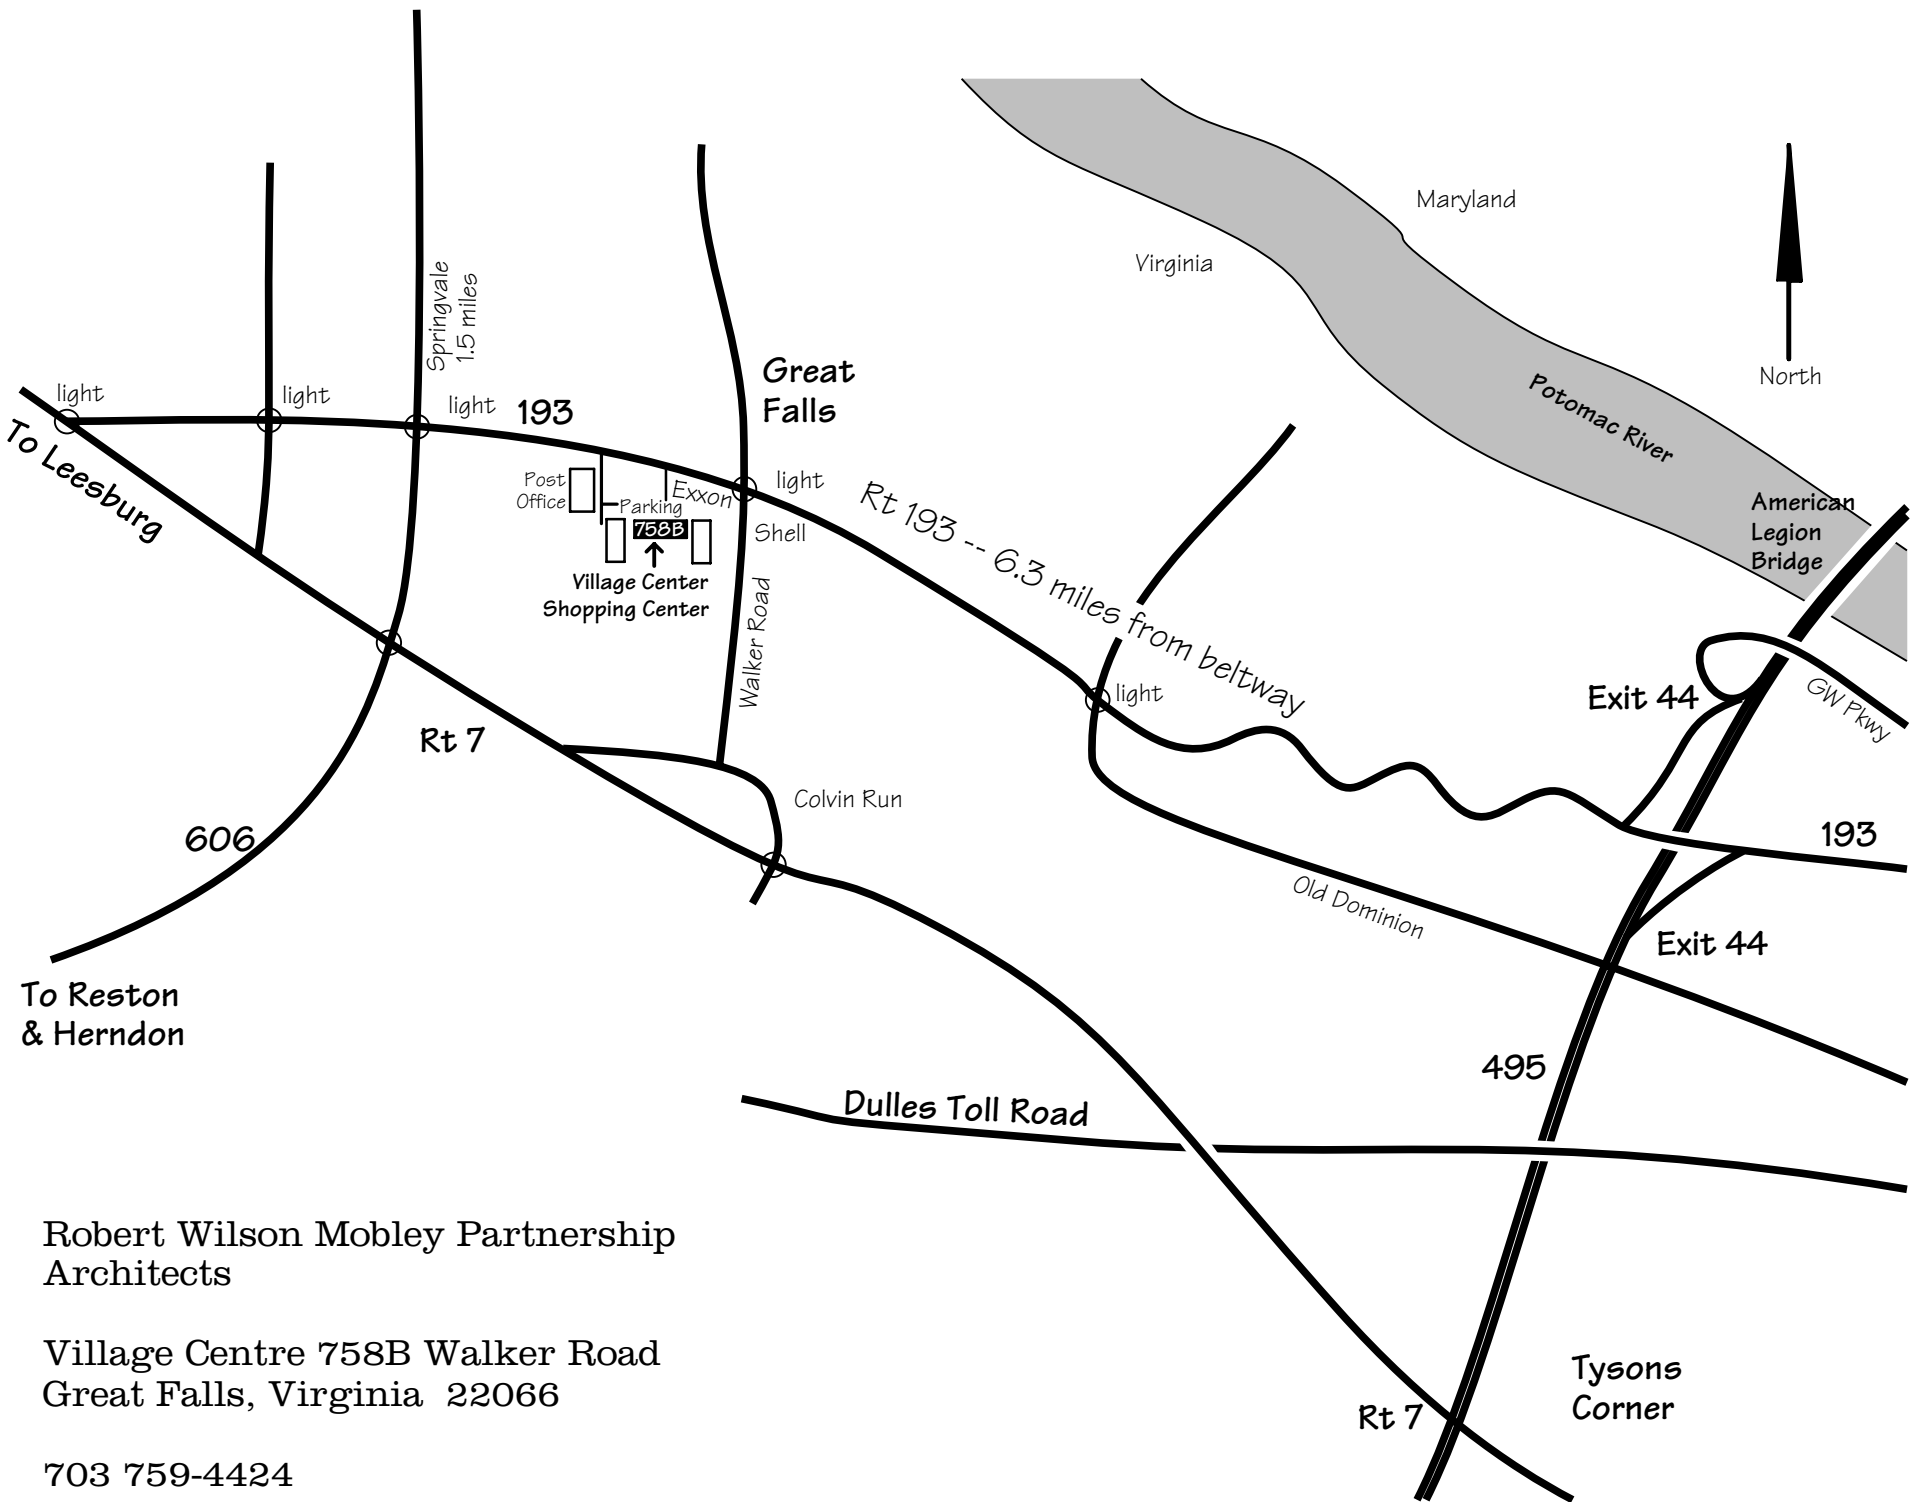 Maryland
Virginia
North
Potomac River
American
Legion
Bridge
Springvale
1.5 miles
Great
Falls
light
light
light
193
To Leesburg
Post
Office
Parking
Exxon
light
758B
Shell
Village Center
Shopping Center
Walker Road
Rt 193 -- 6.3 miles from beltway
light
Exit 44
GW Pkwy
Rt 7
Colvin Run
606
193
Old Dominion
Exit 44
To Reston
& Herndon
495
Dulles Toll Road
Tysons
Corner
Rt 7
Robert Wilson Mobley Partnership
Architects
Village Centre 758B Walker Road
Great Falls, Virginia 22066
703 759-4424